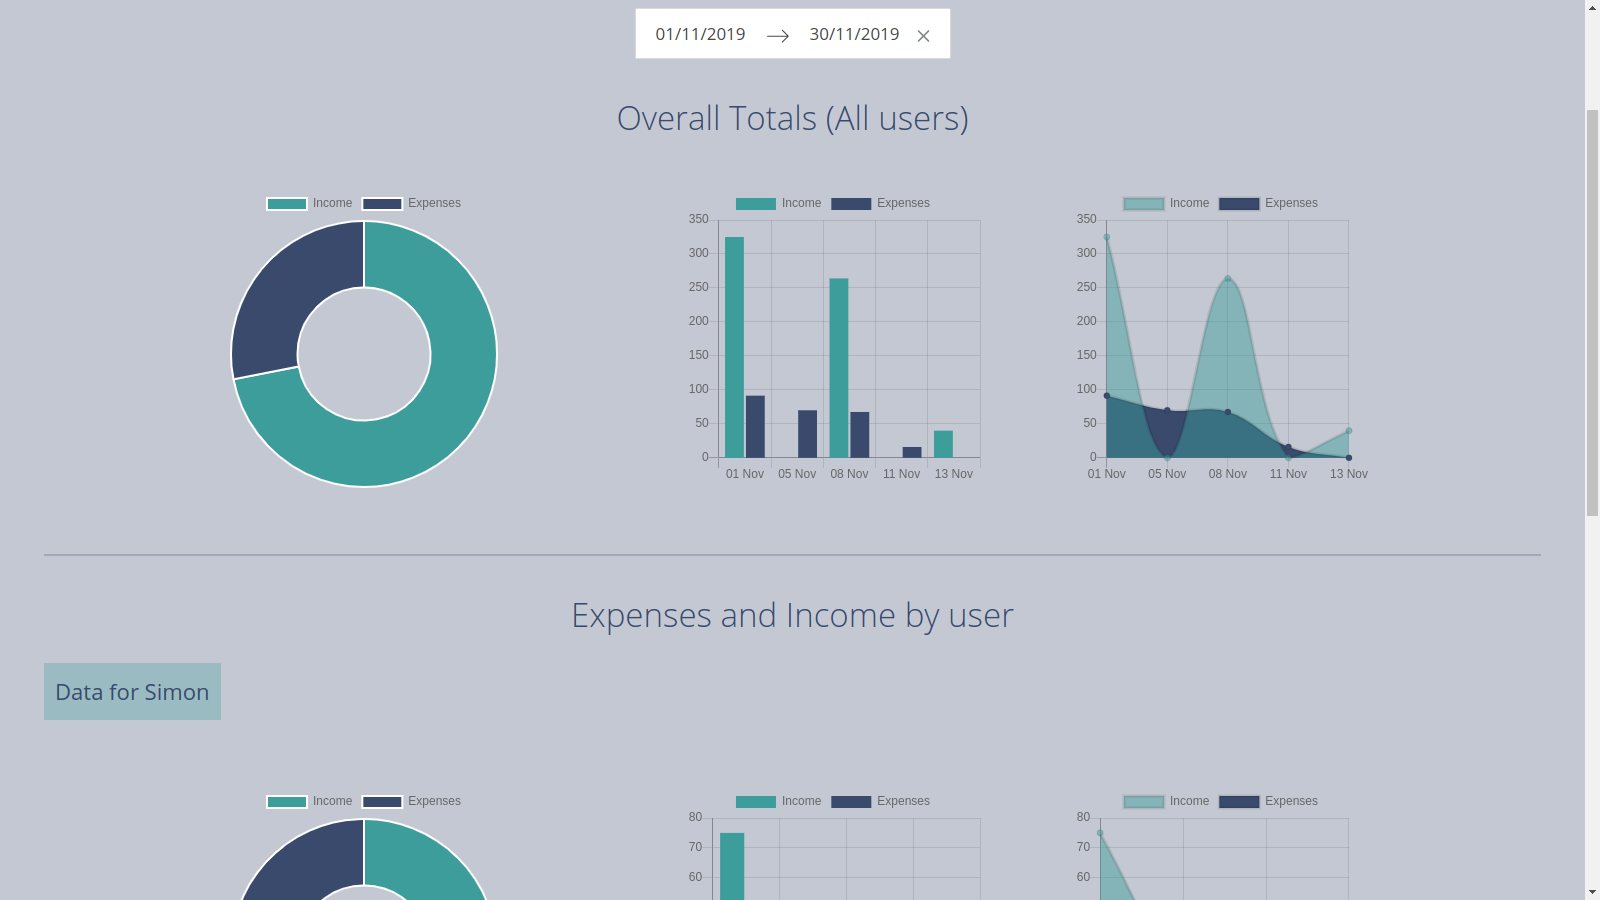 01/11/2019 → 30/11/2019 ×
Overall Totals (All users)
Income Expenses
350
300
250
200
150
100
50
0
01 Nov 05 Nov 08 Nov 11 Nov 13 Nov
Income Expenses
Income Expenses
350
300
250
200
150
100
50
0
01 Nov 05 Nov 08 Nov 11 Nov 13 Nov
Expenses and Income by user
Data for Simon
Income Expenses
Income Expenses
80
70
60
Income Expenses
80
70
60